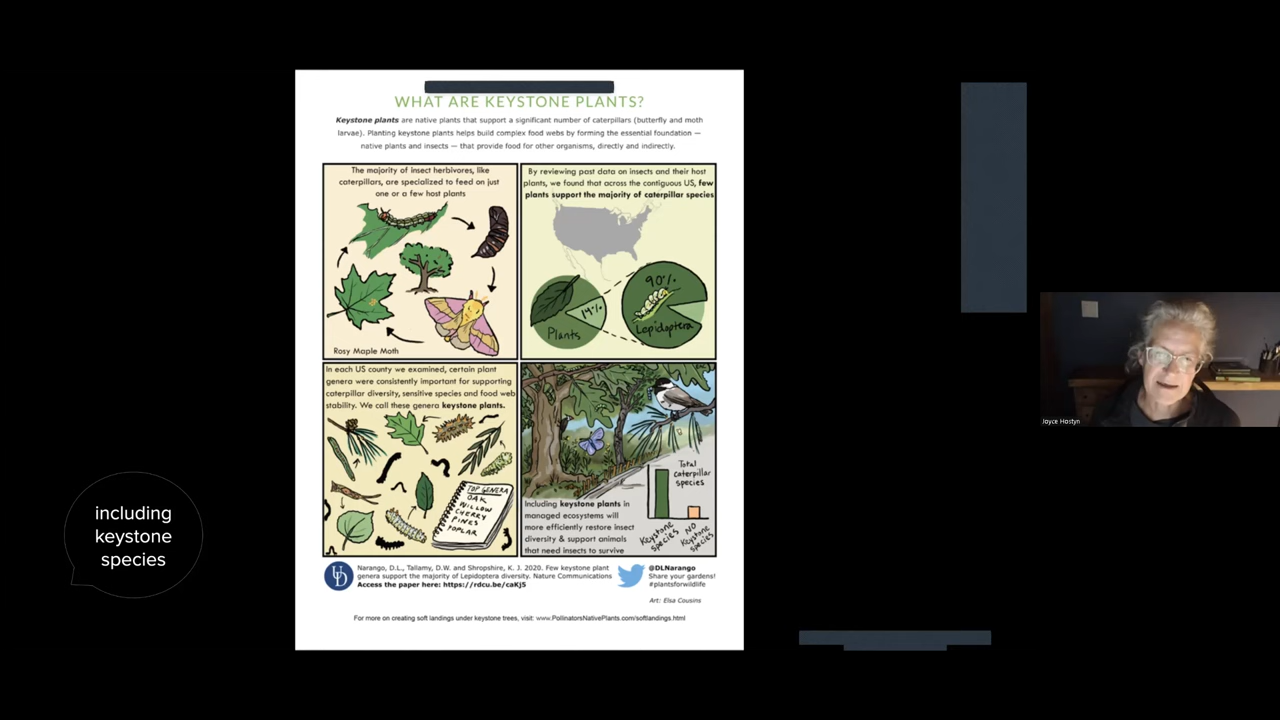 WHAT ARE KEYSTONE PLANTS?
Keystone plants are native plants that support a significant number of caterpillars (butterfly and moth
larvae). Planting keystone plants helps build complex food webs by forming the essential foundation —
native plants and insects — that provide food for other organisms, directly and indirectly.
The majority of insect herbivores, like
caterpillars, are specialized to feed on just
one or a few host plants
Rosy Maple Moth
By reviewing past data on insects and their host
plants, we found that across the contiguous US, few
plants support the majority of caterpillar species
14%
Plants
90%
Lepidoptera
In each US county we examined, certain plant
genera were consistently important for supporting
caterpillar diversity, sensitive species and food web
stability. We call these genera keystone plants.
TOP GENERA
OAK
WILLOW
CHERRY
PINES
POPLAR
Total
caterpillar
species
Keystone
species
NO
Keystone
species
Including keystone plants in
managed ecosystems will
more efficiently restore insect
diversity & support animals
that need insects to survive
UD
Narango, D.L., Tallamy, D.W. and Shropshire, K. J. 2020. Few keystone plant
genera support the majority of Lepidoptera diversity. Nature Communications
Access the paper here: https://rdcu.be/caKj5
@DLNarango
Share your gardens!
#plantsforwildlife
Art: Elsa Cousins
For more on creating soft landings under keystone trees, visit: www.PollinatorsNativePlants.com/softlandings.html
including
keystone
species
Joyce Hostyn